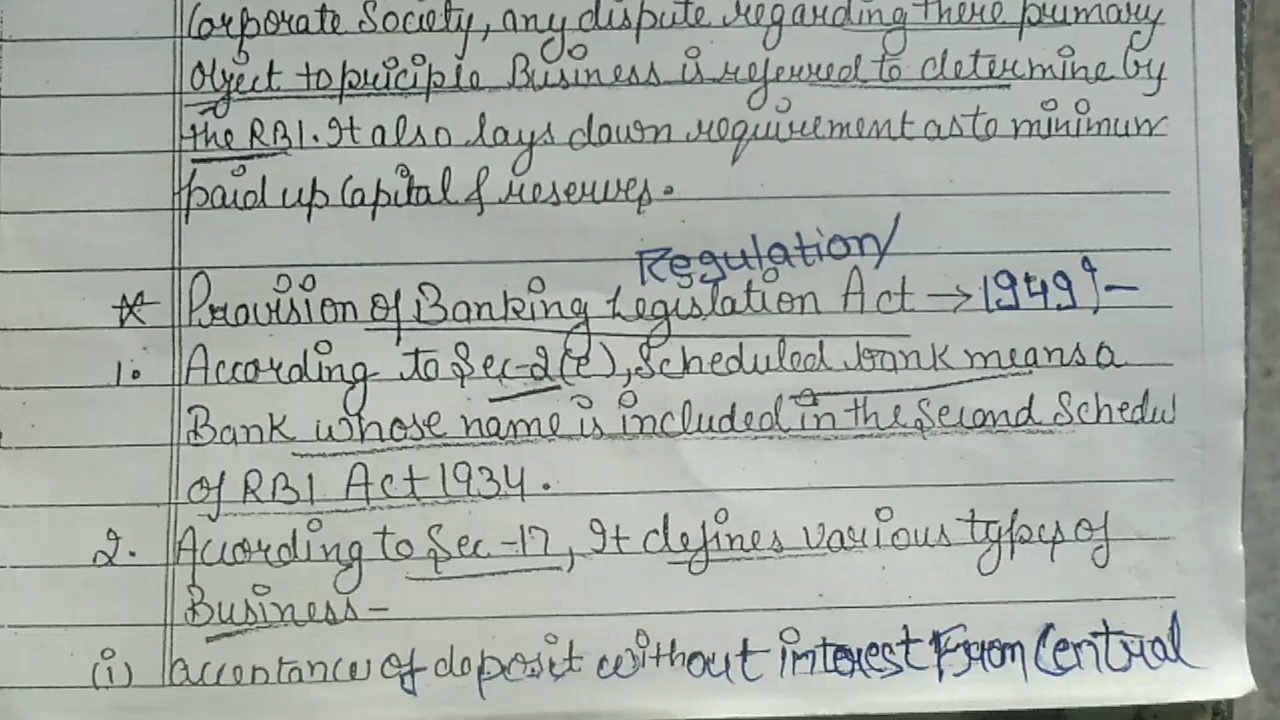 Corporate Society, any dispute regarding there primary
object to priciple Business is referred to determine by
the RBI. It also lays down requirement as to minimum
paid up Capital & reserves.
Regulation/
☆ Provision of Banking Legislation Act → 1949 :-
1. According to Sec-2(e), Scheduled bank means a
Bank whose name is included in the Second Schedul
of RBI Act 1934.
2. According to Sec-17, It defines various types of
Business -
(i) acceptance of deposit without interest From Central